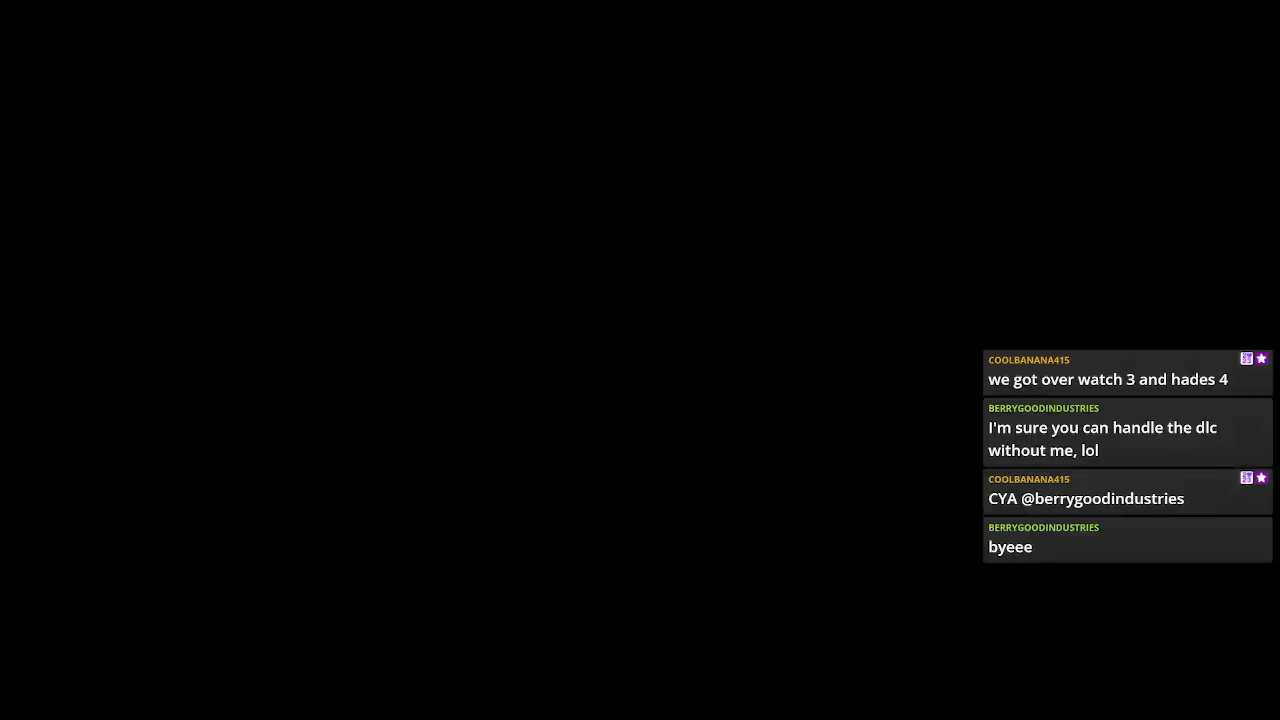 COOLBANANA415
we got over watch 3 and hades 4
BERRYGOODINDUSTRIES
I'm sure you can handle the dlc
without me, lol
COOLBANANA415
CYA @berrygoodindustries
BERRYGOODINDUSTRIES
byeee